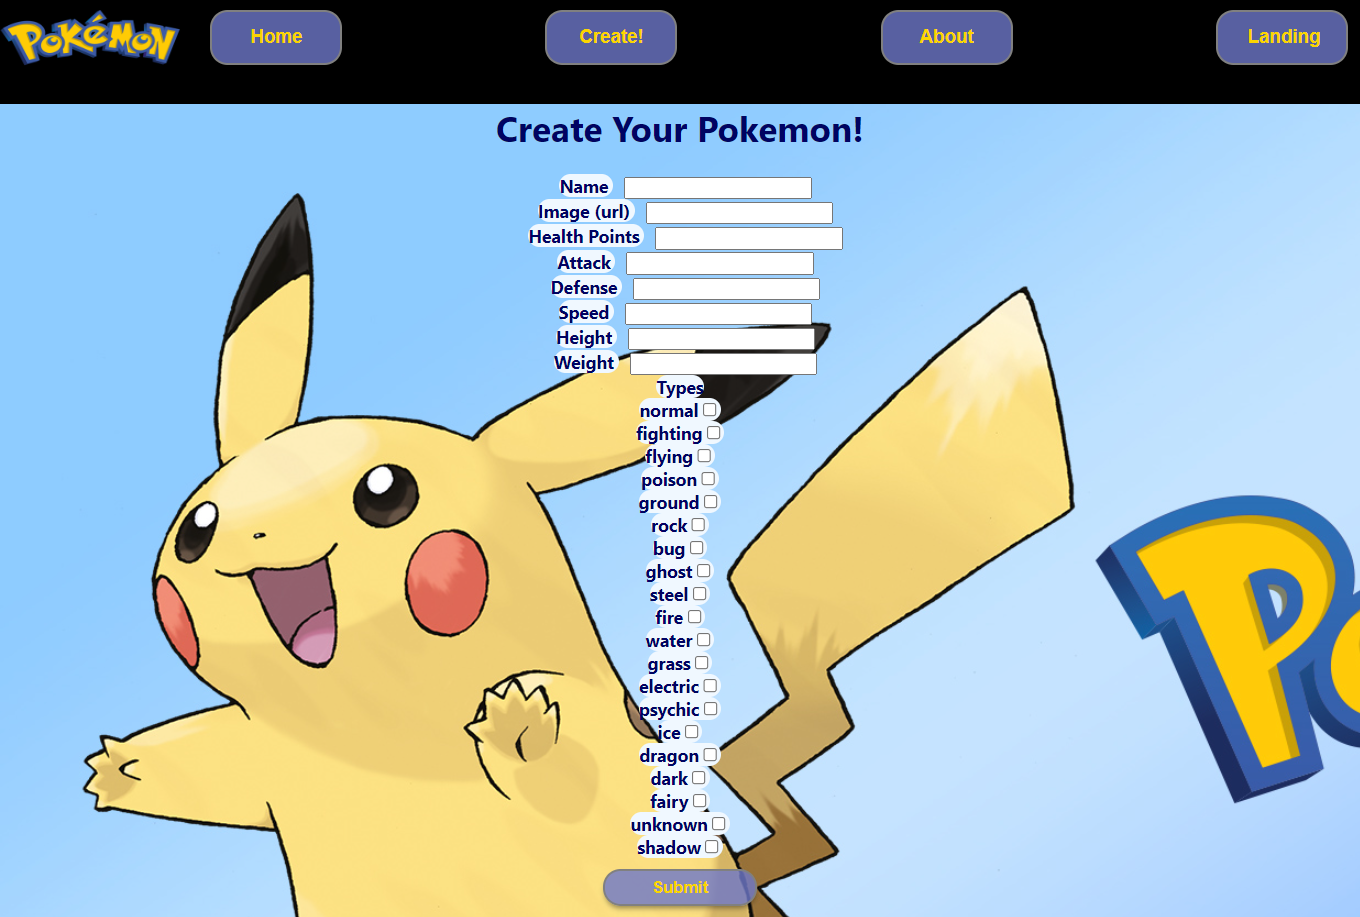 POKéMON Home Create! About Landing
Create Your Pokemon!
Name
Image (url)
Health Points
Attack
Defense
Speed
Height
Weight
Types
normal
fighting
flying
poison
ground
rock
bug
ghost
steel
fire
water
grass
electric
psychic
ice
dragon
dark
fairy
unknown
shadow
Submit